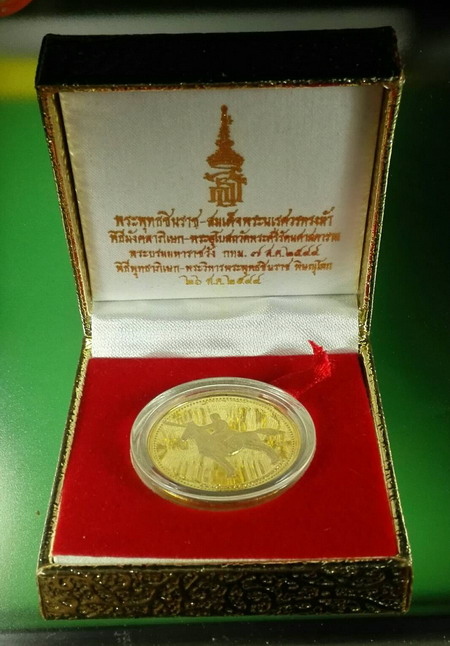 พระพุทธชินราช-สมเด็จพระนเรศวรทรงม้า
พิธีมังคลาภิเษก-พระอุโบสถวัดพระศรีรัตนศาสดาราม
พระบรมมหาราชวัง กทม. ๗ ส.ค.๒๕๔๔
พิธีพุทธาภิเษก-พระวิหารพระพุทธชินราช พิษณุโลก
๒๖ ส.ค.๒๕๔๔